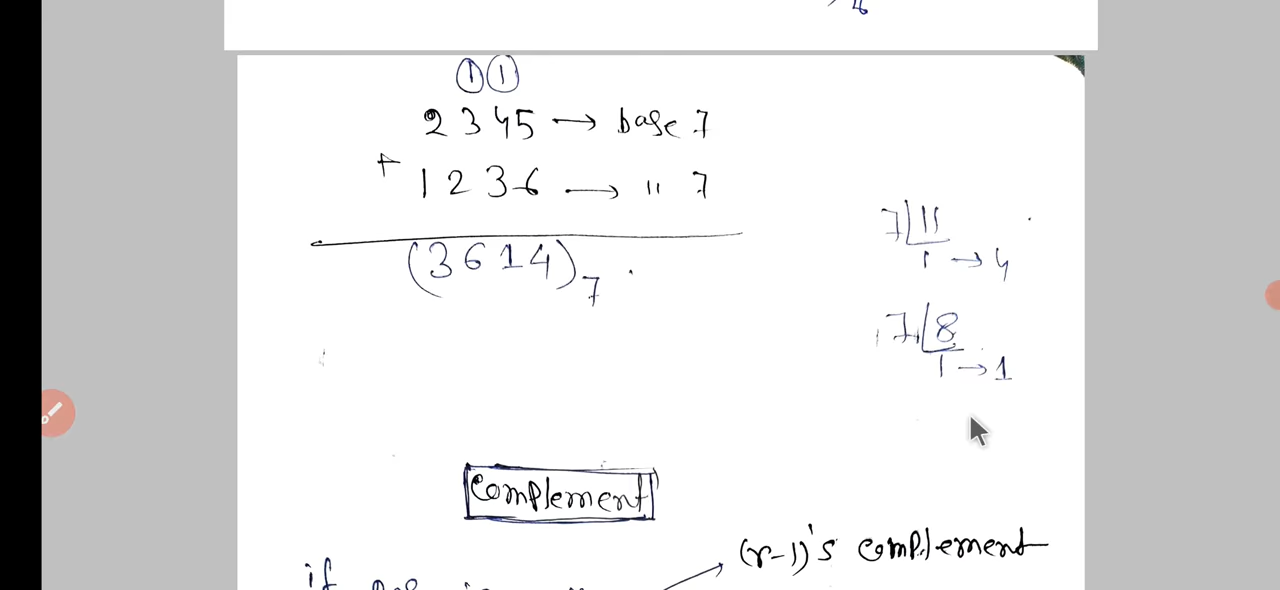 ① ①
2 3 4 5 → base 7
+ 1 2 3 6 → " 7
(3 6 1 4)7
7 | 11
1 → 4
7 | 8
1 → 1
Complement
(r-1)'s complement
if